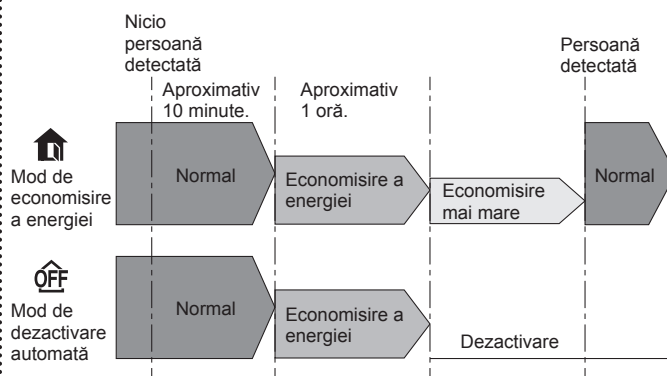 Nicio
persoană
detectată
Persoană
detectată
Aproximativ
10 minute.
Aproximativ
1 oră.
Mod de
economisire
a energiei
Normal
Economisire a
energiei
Economisire
mai mare
Normal
OFF
Mod de
dezactivare
automată
Normal
Economisire a
energiei
Dezactivare